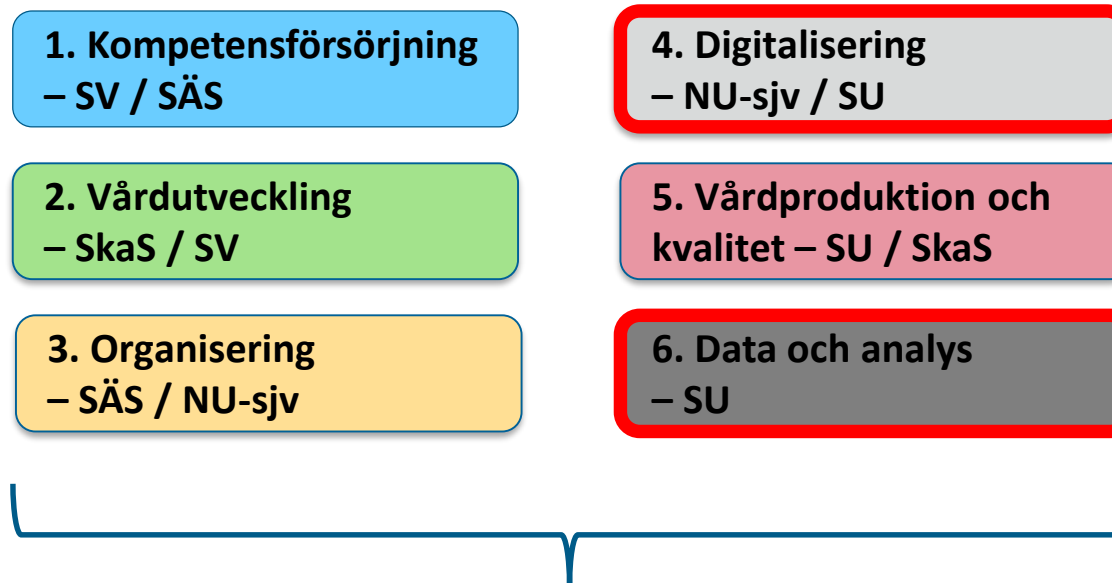 1. Kompetensförsörjning
– SV / SÄS
2. Vårdutveckling
– SkaS / SV
3. Organisering
– SÄS / NU-sjv
4. Digitalisering
– NU-sjv / SU
5. Vårdproduktion och
kvalitet – SU / SkaS
6. Data och analys
– SU